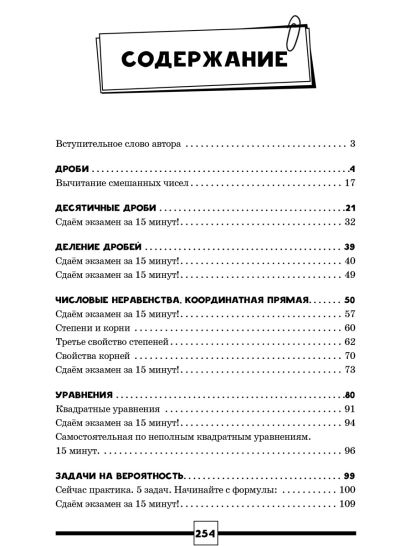 СОДЕРЖАНИЕ
Вступительное слово автора . . . . . . . . . . . . . . . . . . . . . . . . . . . . . . 3
ДРОБИ . . . . . . . . . . . . . . . . . . . . . . . . . . . . . . . . . . . . . . . . . . . . . . . 4
Вычитание смешанных чисел . . . . . . . . . . . . . . . . . . . . . . . . . . . . 17
ДЕСЯТИЧНЫЕ ДРОБИ . . . . . . . . . . . . . . . . . . . . . . . . . . . . . . . . . . . 21
Сдаём экзамен за 15 минут! . . . . . . . . . . . . . . . . . . . . . . . . . . . . . . 32
ДЕЛЕНИЕ ДРОБЕЙ . . . . . . . . . . . . . . . . . . . . . . . . . . . . . . . . . . . . . 39
Сдаём экзамен за 15 минут! . . . . . . . . . . . . . . . . . . . . . . . . . . . . . . 40
Сдаём экзамен за 15 минут! . . . . . . . . . . . . . . . . . . . . . . . . . . . . . . 49
ЧИСЛОВЫЕ НЕРАВЕНСТВА. КООРДИНАТНАЯ ПРЯМАЯ . . . . . . . 50
Сдаём экзамен за 15 минут! . . . . . . . . . . . . . . . . . . . . . . . . . . . . . . 57
Степени и корни . . . . . . . . . . . . . . . . . . . . . . . . . . . . . . . . . . . . . . . 60
Третье свойство степеней . . . . . . . . . . . . . . . . . . . . . . . . . . . . . . . . 62
Свойства корней . . . . . . . . . . . . . . . . . . . . . . . . . . . . . . . . . . . . . . . 70
Сдаём экзамен за 15 минут! . . . . . . . . . . . . . . . . . . . . . . . . . . . . . . 73
УРАВНЕНИЯ . . . . . . . . . . . . . . . . . . . . . . . . . . . . . . . . . . . . . . . . . . 80
Квадратные уравнения . . . . . . . . . . . . . . . . . . . . . . . . . . . . . . . . . . 91
Сдаём экзамен за 15 минут! . . . . . . . . . . . . . . . . . . . . . . . . . . . . . . 94
Самостоятельная по неполным квадратным уравнениям.
15 минут. . . . . . . . . . . . . . . . . . . . . . . . . . . . . . . . . . . . . . . . . . . . . . 96
ЗАДАЧИ НА ВЕРОЯТНОСТЬ . . . . . . . . . . . . . . . . . . . . . . . . . . . . . . 99
Сейчас практика. 5 задач. Начинайте с формулы: . . . . . . . . . . . 100
Сдаём экзамен за 15 минут! . . . . . . . . . . . . . . . . . . . . . . . . . . . . . 109
254